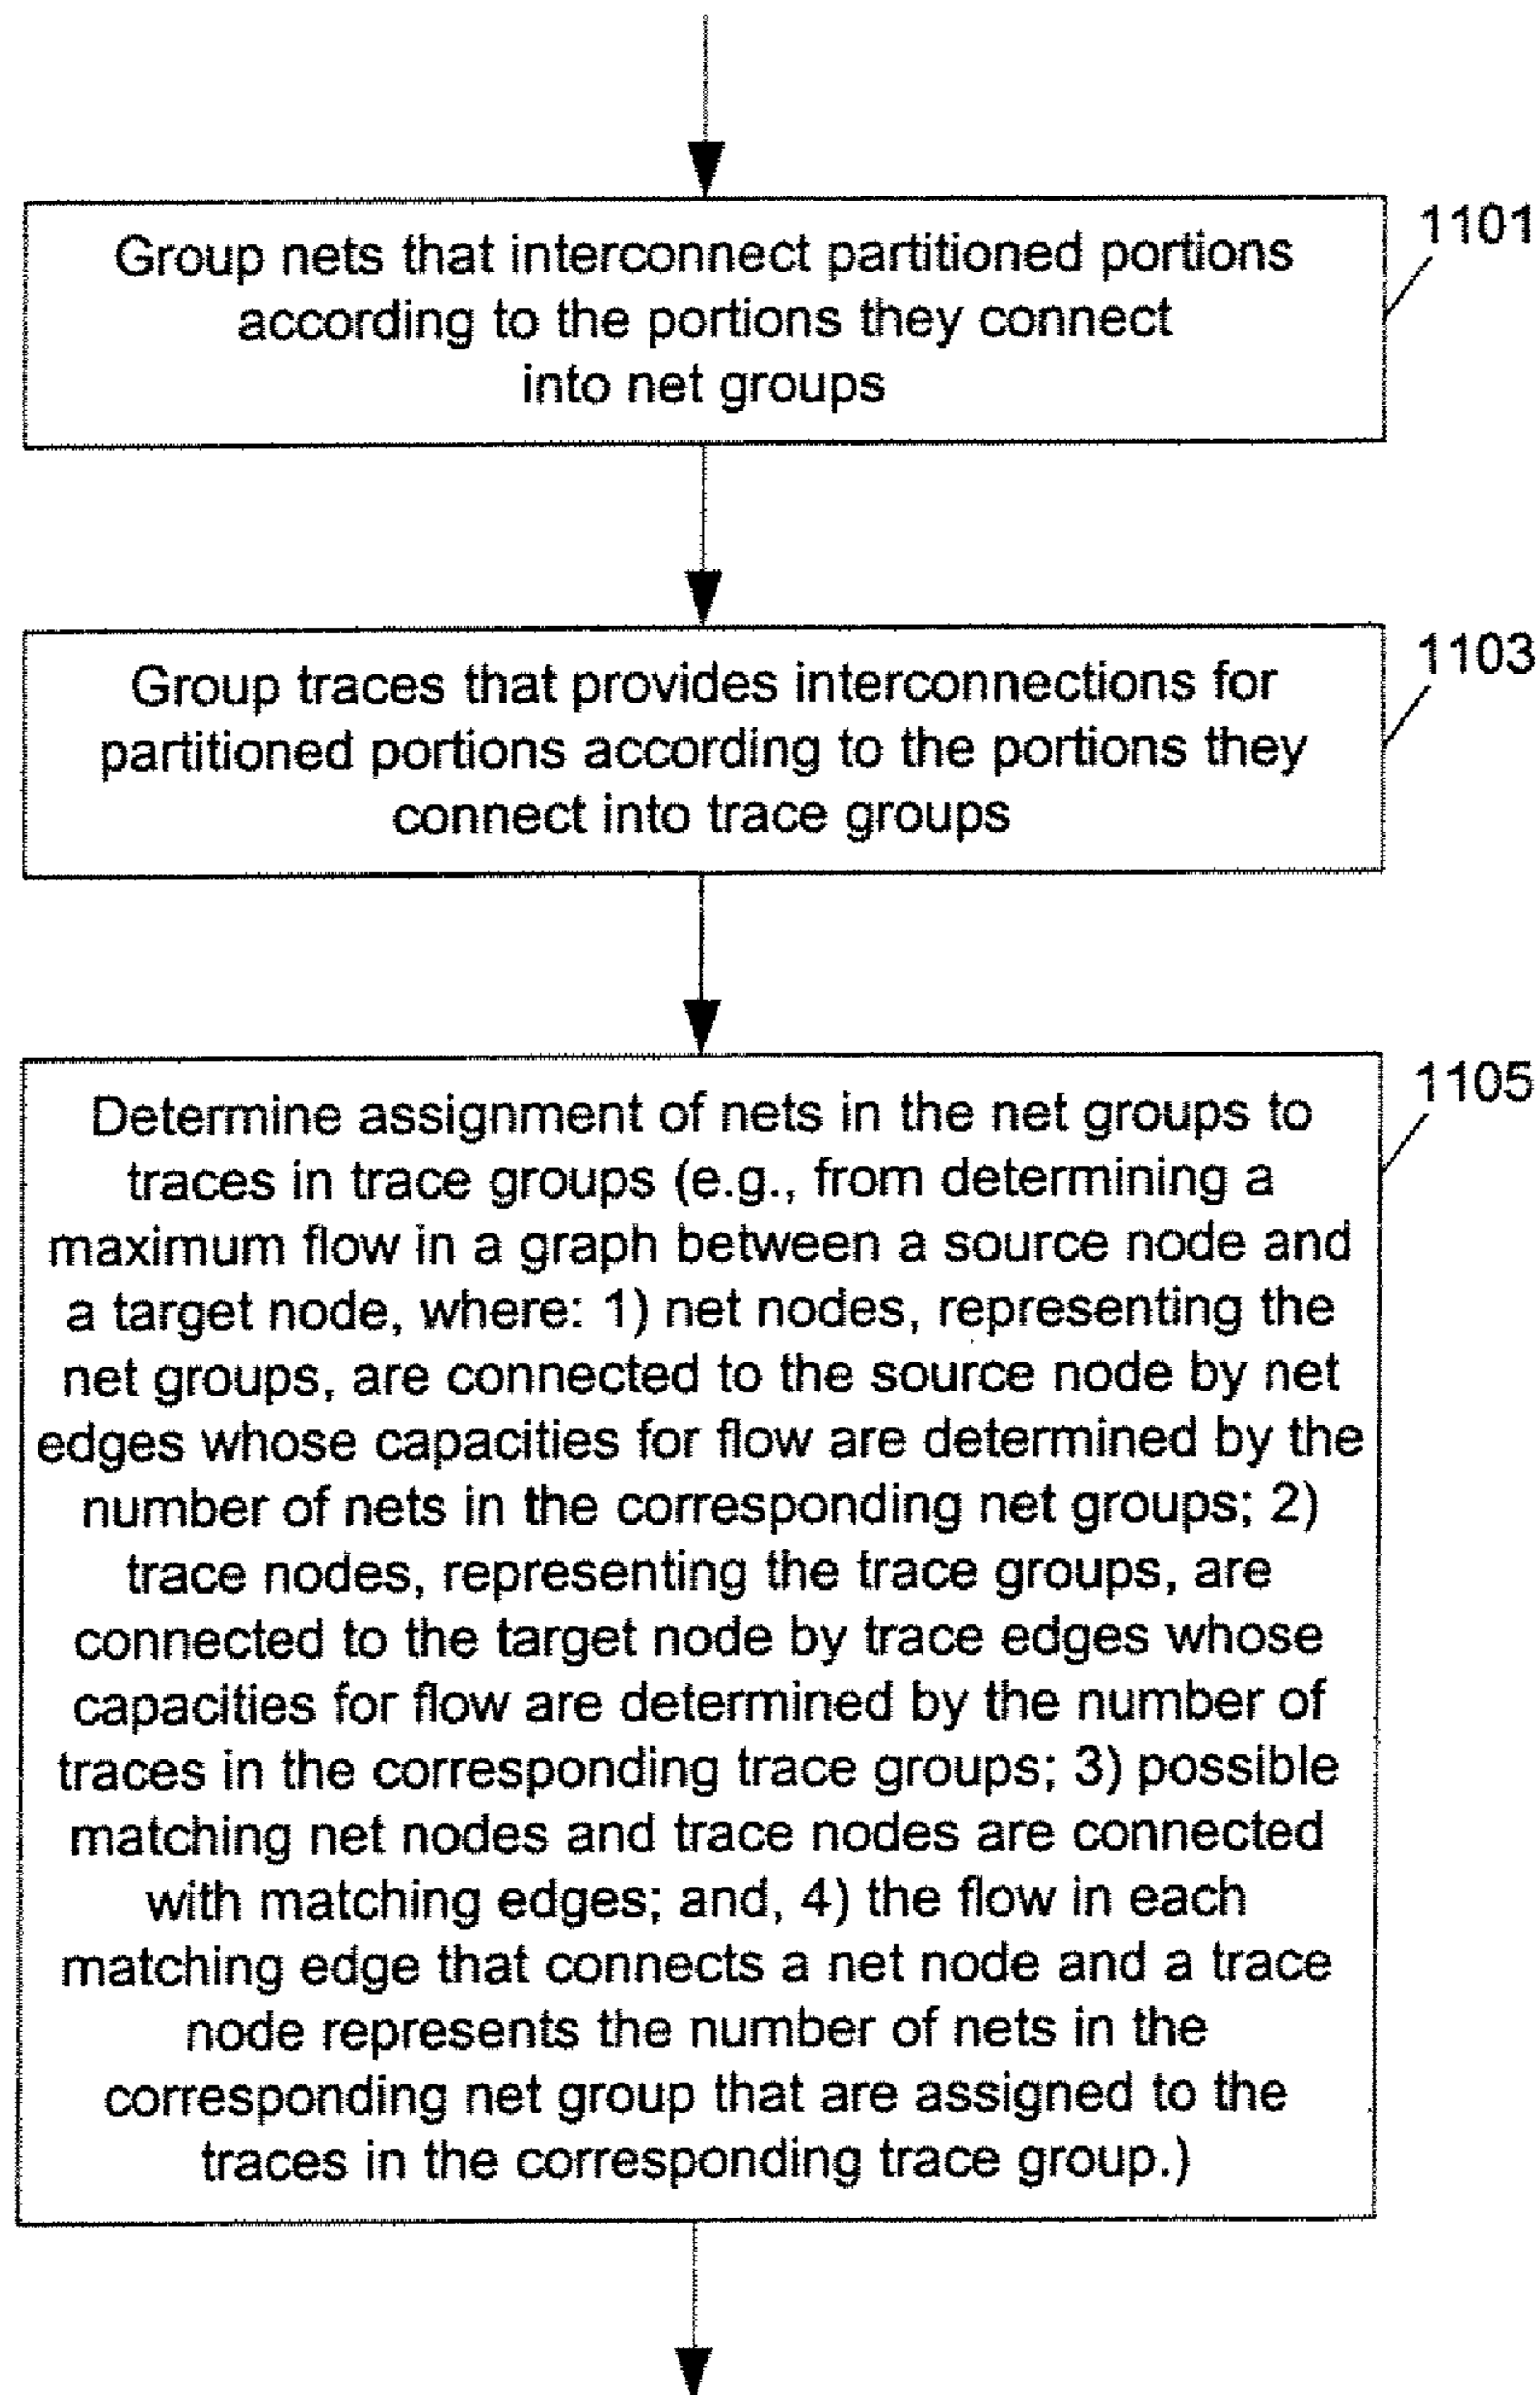 Group nets that interconnect partitioned portions
according to the portions they connect
into net groups
1101
Group traces that provides interconnections for
partitioned portions according to the portions they
connect into trace groups
1103
Determine assignment of nets in the net groups to
traces in trace groups (e.g., from determining a
maximum flow in a graph between a source node and
a target node, where: 1) net nodes, representing the
net groups, are connected to the source node by net
edges whose capacities for flow are determined by the
number of nets in the corresponding net groups; 2)
trace nodes, representing the trace groups, are
connected to the target node by trace edges whose
capacities for flow are determined by the number of
traces in the corresponding trace groups; 3) possible
matching net nodes and trace nodes are connected
with matching edges; and, 4) the flow in each
matching edge that connects a net node and a trace
node represents the number of nets in the
corresponding net group that are assigned to the
traces in the corresponding trace group.)
1105